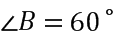 ∠B = 60°